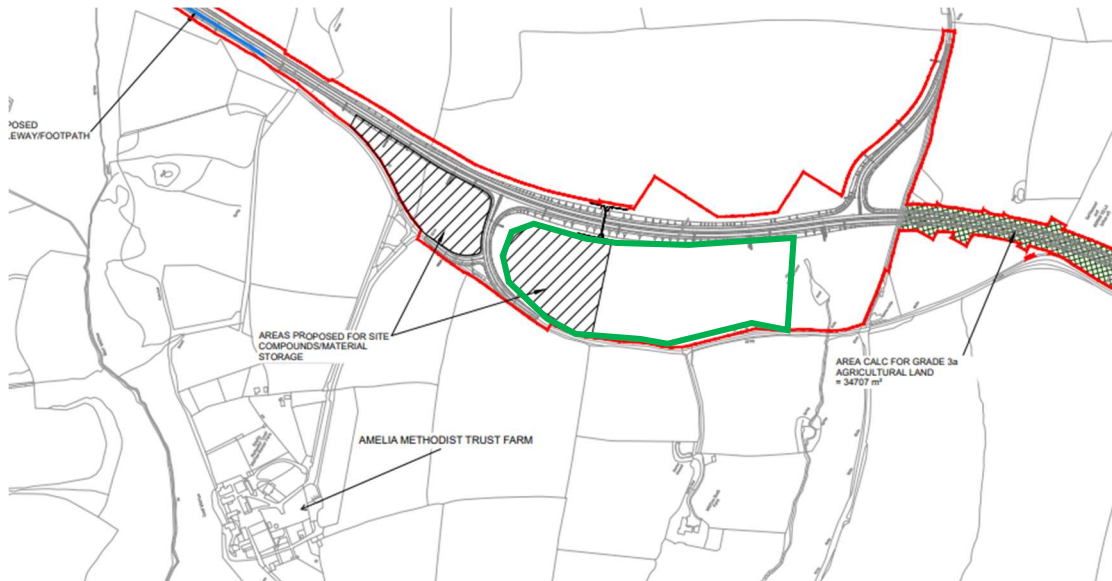 POSED
LEWAY/FOOTPATH
AREAS PROPOSED FOR SITE
COMPOUNDS/MATERIAL
STORAGE
AREA CALC FOR GRADE 3a
AGRICULTURAL LAND
= 34707 m²
AMELIA METHODIST TRUST FARM